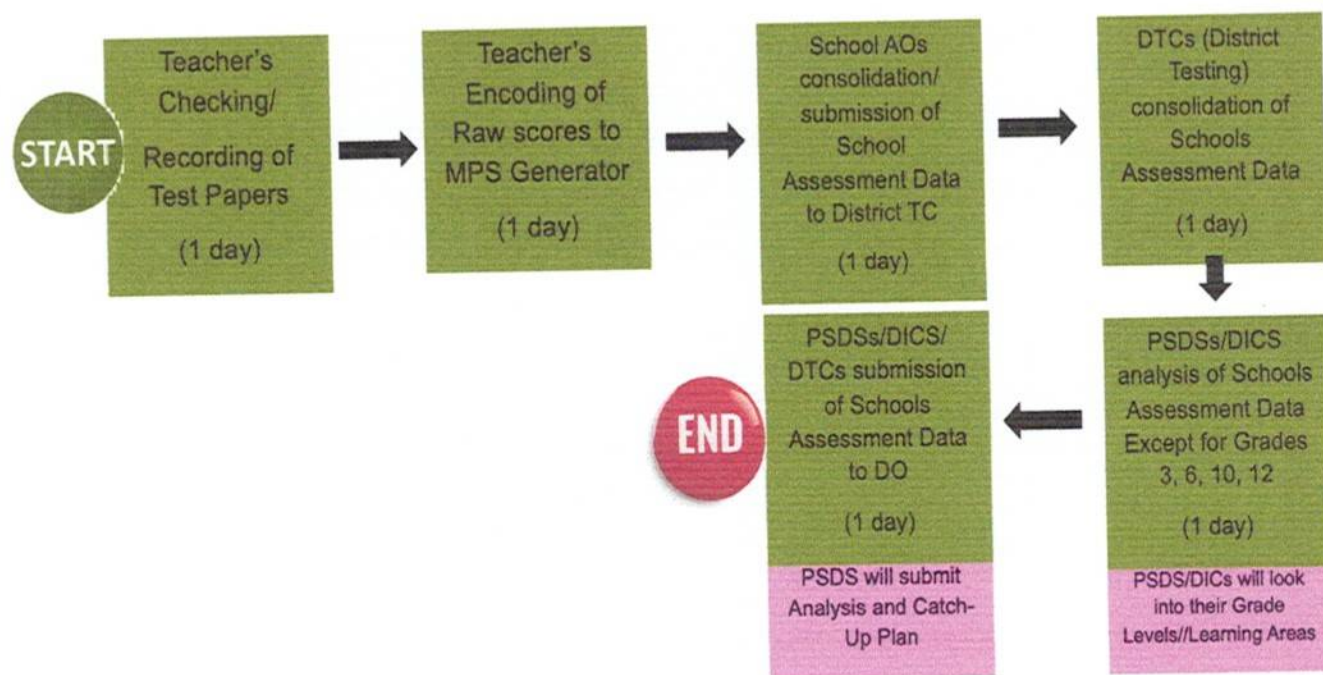 START
Teacher's
Checking/
Recording of
Test Papers
(1 day)
Teacher's
Encoding of
Raw scores to
MPS Generator
(1 day)
School AOs
consolidation/
submission of
School
Assessment Data
to District TC
(1 day)
DTCs (District
Testing)
consolidation of
Schools
Assessment Data
(1 day)
PSDSs/DICS
analysis of Schools
Assessment Data
Except for Grades
3, 6, 10, 12
(1 day)
PSDS/DICs will look
into their Grade
Levels//Learning Areas
PSDSs/DICS/
DTCs submission
of Schools
Assessment Data
to DO
(1 day)
PSDS will submit
Analysis and Catch-
Up Plan
END